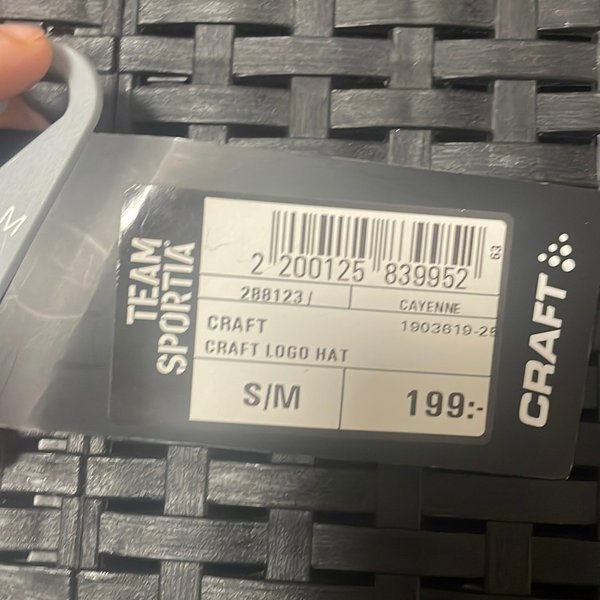 M
TEAM
SPORTIA
63
2 200125 839952
288123/
CAYENNE
CRAFT
1903619-28
CRAFT LOGO HAT
S/M
199:-
CRAFT